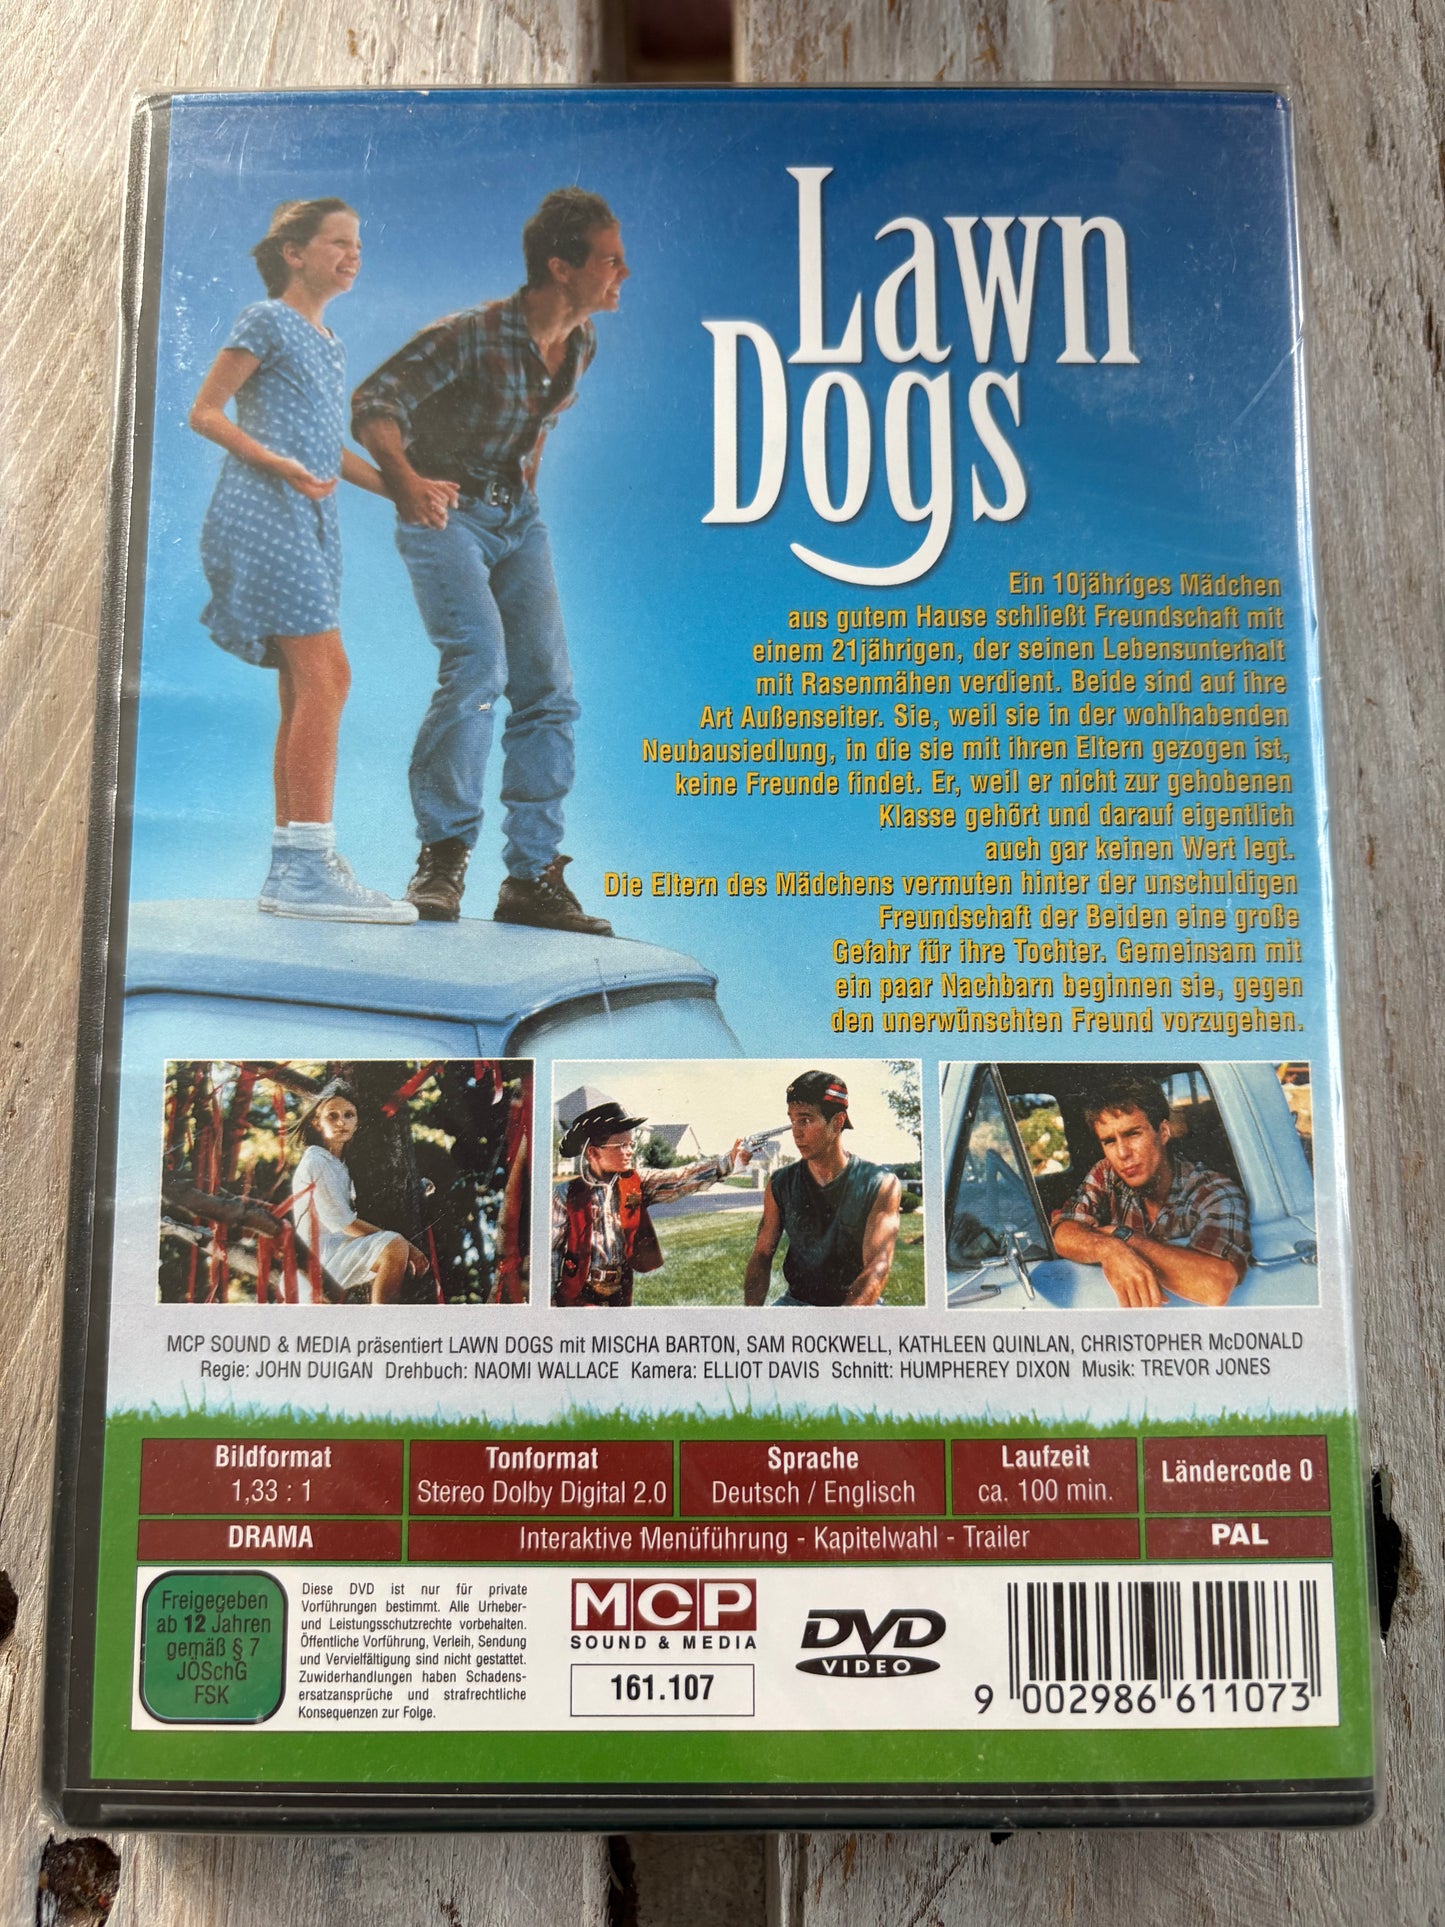 Lawn
Dogs
Ein 10jähriges Mädchen
aus gutem Hause schließt Freundschaft mit
einem 21jährigen, der seinen Lebensunterhalt
mit Rasenmähen verdient. Beide sind auf ihre
Art Außenseiter. Sie, weil sie in der wohlhabenden
Neubausiedlung, in die sie mit ihren Eltern gezogen ist,
keine Freunde findet. Er, weil er nicht zur gehobenen
Klasse gehört und darauf eigentlich
auch gar keinen Wert legt.
Die Eltern des Mädchens vermuten hinter der unschuldigen
Freundschaft der Beiden eine große
Gefahr für ihre Tochter. Gemeinsam mit
ein paar Nachbarn beginnen sie, gegen
den unerwünschten Freund vorzugehen.
MCP SOUND & MEDIA präsentiert LAWN DOGS mit MISCHA BARTON, SAM ROCKWELL, KATHLEEN QUINLAN, CHRISTOPHER McDONALD
Regie: JOHN DUIGAN Drehbuch: NAOMI WALLACE Kamera: ELLIOT DAVIS Schnitt: HUMPHEREY DIXON Musik: TREVOR JONES
Bildformat
1,33 : 1
Tonformat
Stereo Dolby Digital 2.0
Sprache
Deutsch / Englisch
Laufzeit
ca. 100 min.
Ländercode 0
DRAMA
Interaktive Menüführung - Kapitelwahl - Trailer
PAL
Freigegeben
ab 12 Jahren
gemäß § 7
JÖSchG
FSK
Diese DVD ist nur für private
Vorführungen bestimmt. Alle Urheber-
und Leistungsschutzrechte vorbehalten.
Öffentliche Vorführung, Verleih, Sendung
und Vervielfältigung sind nicht gestattet.
Zuwiderhandlungen haben Schadens-
ersatzansprüche und strafrechtliche
Konsequenzen zur Folge.
MCP
SOUND & MEDIA
161.107
DVD
VIDEO
9 002986 611073